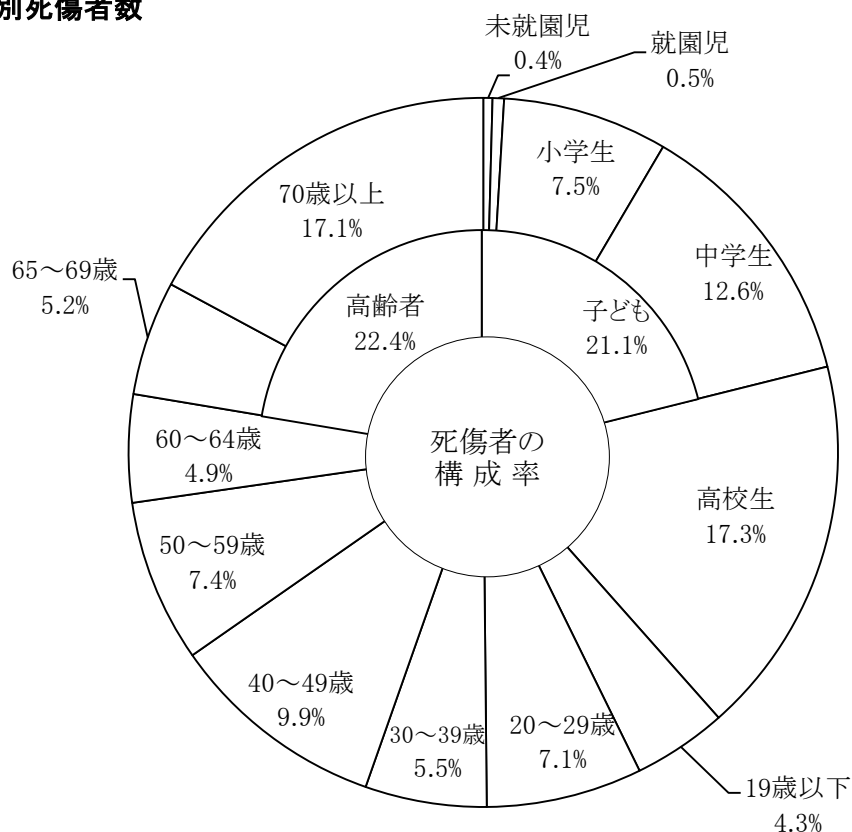 別死傷者数
未就園児
0.4%
就園児
0.5%
小学生
7.5%
中学生
12.6%
子ども
21.1%
高校生
17.3%
19歳以下
4.3%
20～29歳
7.1%
30～39歳
5.5%
40～49歳
9.9%
50～59歳
7.4%
60～64歳
4.9%
65～69歳
5.2%
70歳以上
17.1%
高齢者
22.4%
死傷者の
構成率